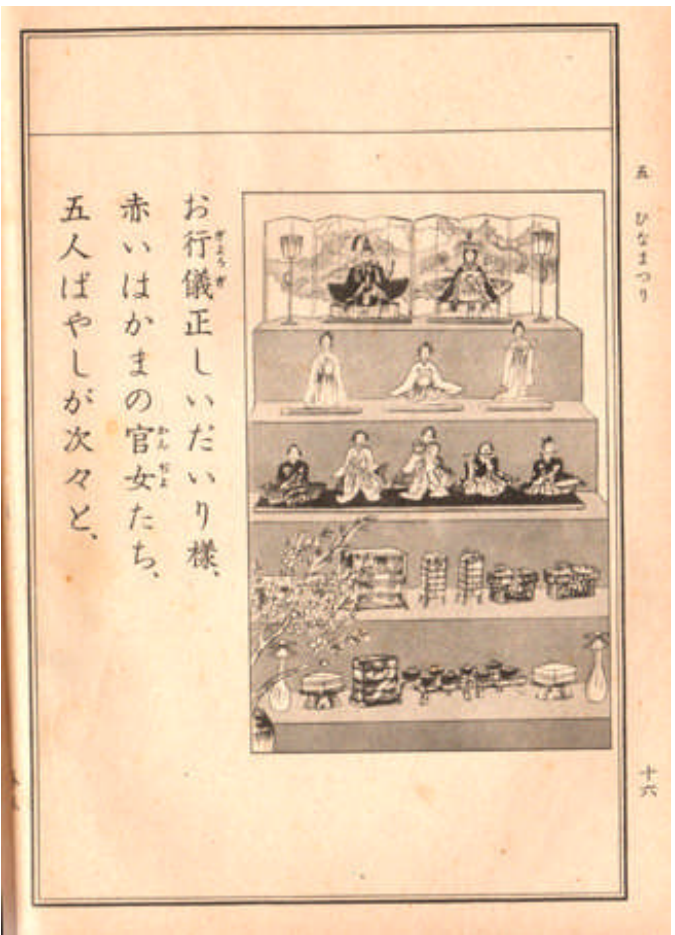 五 ひなまつり
十六
お行儀正しいだいり様、
赤いはかまの官女たち、
五人ばやしが次々と、